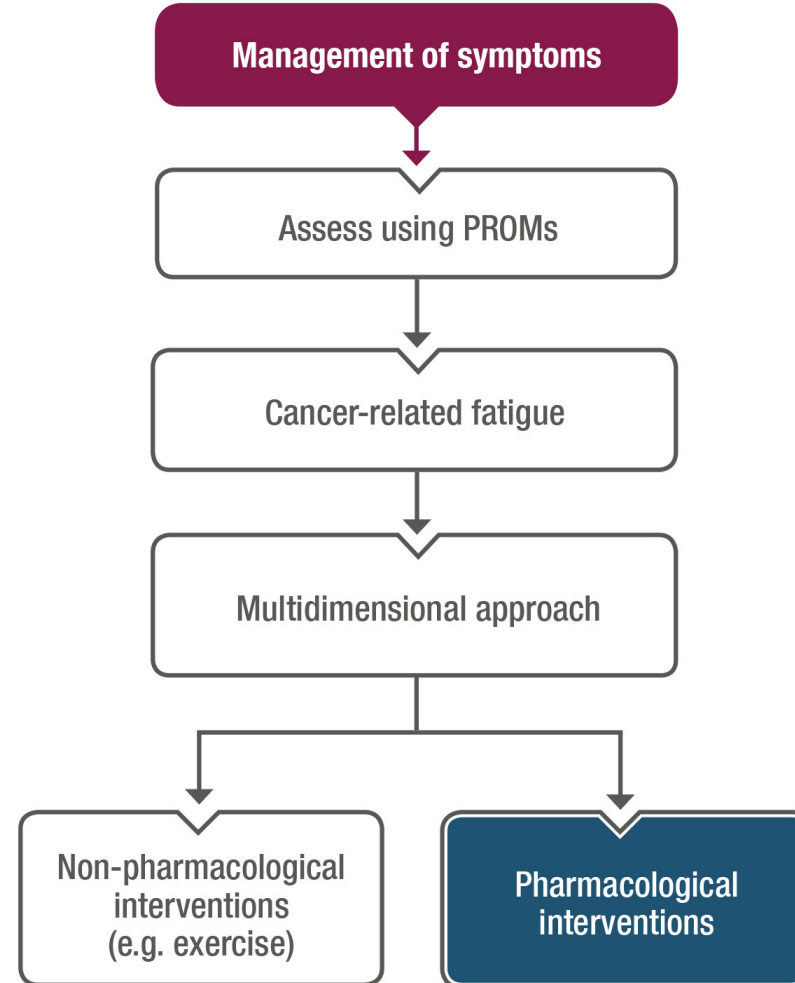 Management of symptoms
Assess using PROMs
Cancer-related fatigue
Multidimensional approach
Non-pharmacological
interventions
(e.g. exercise)
Pharmacological
interventions